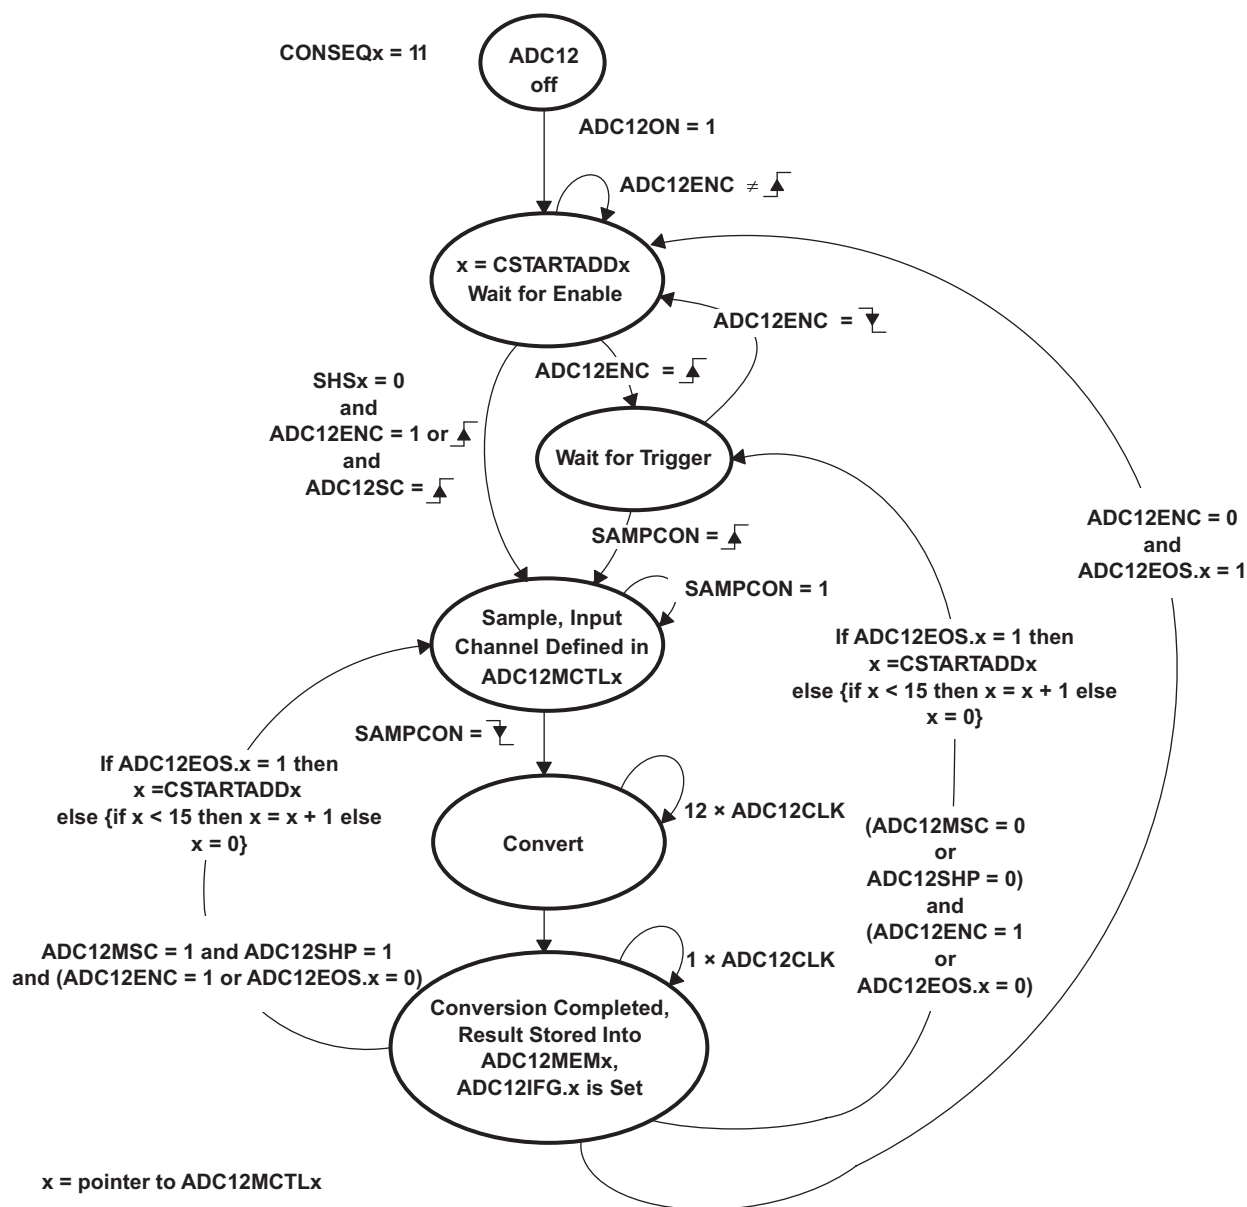 CONSEQx = 11
ADC12
off
ADC12ON = 1
ADC12ENC ≠
x = CSTARTADDx
Wait for Enable
ADC12ENC =
ADC12ENC =
SHSx = 0
and
ADC12ENC = 1 or
and
ADC12SC =
Wait for Trigger
SAMPCON =
SAMPCON = 1
Sample, Input
Channel Defined in
ADC12MCTLx
ADC12ENC = 0
and
ADC12EOS.x = 1
If ADC12EOS.x = 1 then
x =CSTARTADDx
else {if x < 15 then x = x + 1 else
x = 0}
SAMPCON =
If ADC12EOS.x = 1 then
x =CSTARTADDx
else {if x < 15 then x = x + 1 else
x = 0}
12 × ADC12CLK
Convert
(ADC12MSC = 0
or
ADC12SHP = 0)
and
(ADC12ENC = 1
or
ADC12EOS.x = 0)
ADC12MSC = 1 and ADC12SHP = 1
and (ADC12ENC = 1 or ADC12EOS.x = 0)
1 × ADC12CLK
Conversion Completed,
Result Stored Into
ADC12MEMx,
ADC12IFG.x is Set
x = pointer to ADC12MCTLx